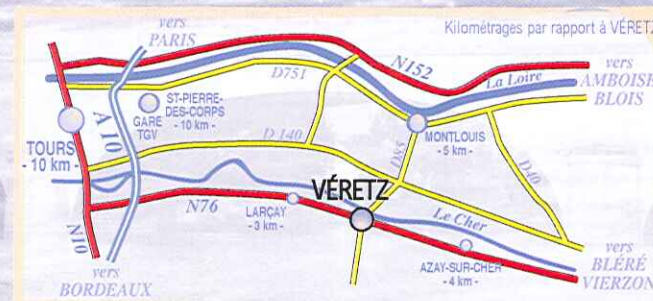 Kilométrages par rapport à VÉRETZ
vers
PARIS
N152
vers
AMBOISE
BLOIS
La Loire
D751
ST-PIERRE-
DES-CORPS
- 10 km -
GARE
TGV
A 10
TOURS
- 10 km -
MONTLOUIS
- 5 km -
D 140
D85
D40
VÉRETZ
N76
LARÇAY
- 3 km -
Le Cher
N10
AZAY-SUR-CHER
- 4 km -
vers
BLÉRÉ
VIERZON
vers
BORDEAUX